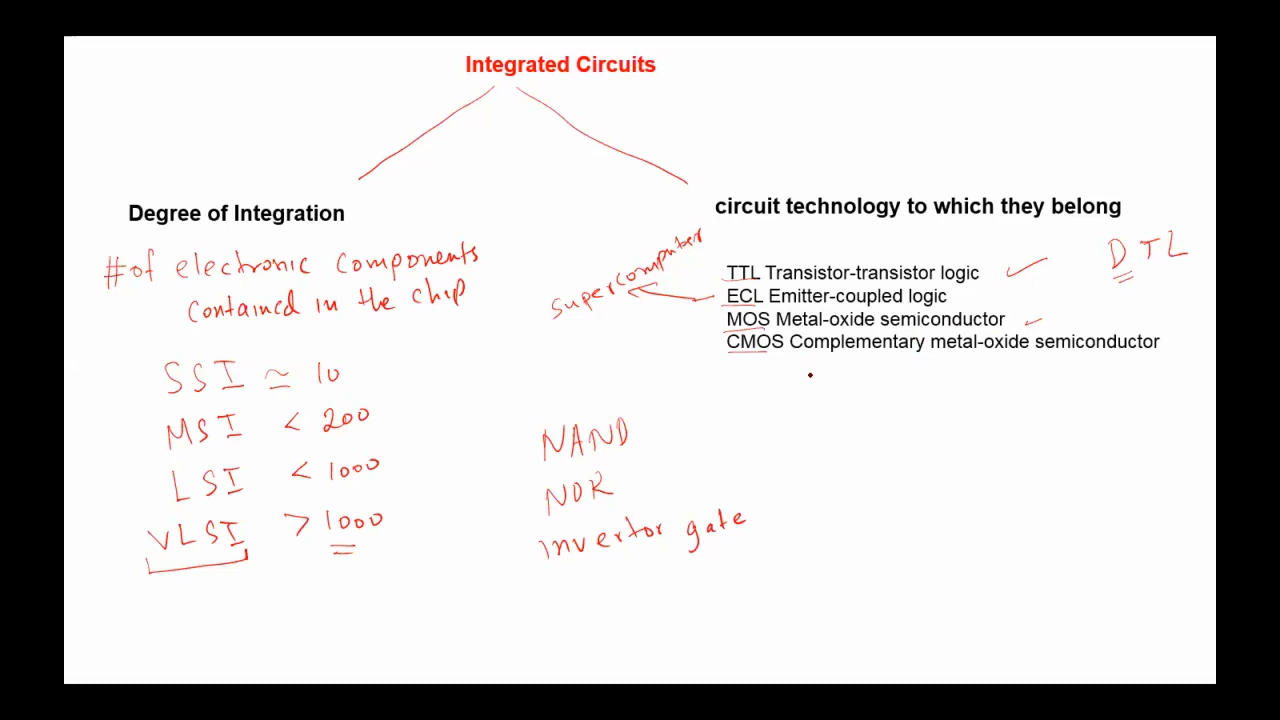 Integrated Circuits
Degree of Integration
# of electronic components
contained in the chip
SSI ≃ 10
MSI < 200
LSI < 1000
VLSI > 1000
circuit technology to which they belong
TTL Transistor-transistor logic
ECL Emitter-coupled logic
MOS Metal-oxide semiconductor
CMOS Complementary metal-oxide semiconductor
DTL
supercomputer
NAND
NOR
invertor gate